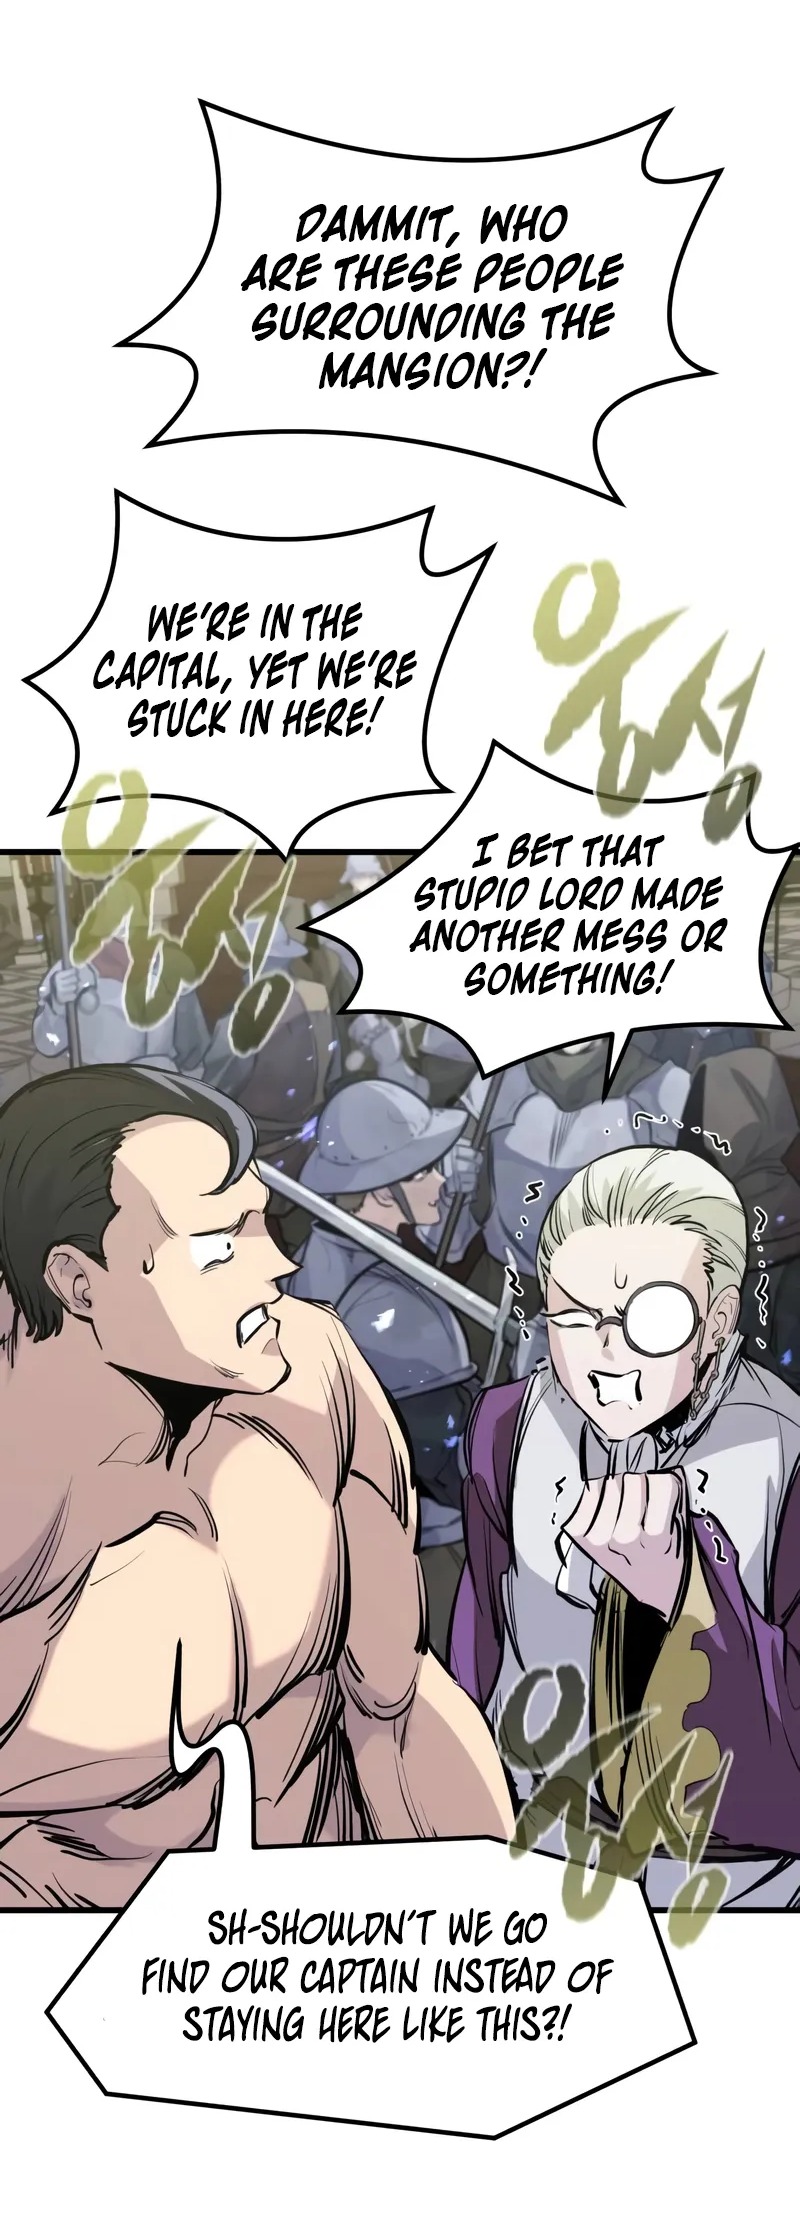 DAMMIT, WHO
ARE THESE PEOPLE
SURROUNDING THE
MANSION?!
WE'RE IN THE
CAPITAL, YET WE'RE
STUCK IN HERE!
웅성
I BET THAT
STUPID LORD MADE
ANOTHER MESS OR
SOMETHING!
웅성
웅성
SH-SHOULDN'T WE GO
FIND OUR CAPTAIN INSTEAD OF
STAYING HERE LIKE THIS?!